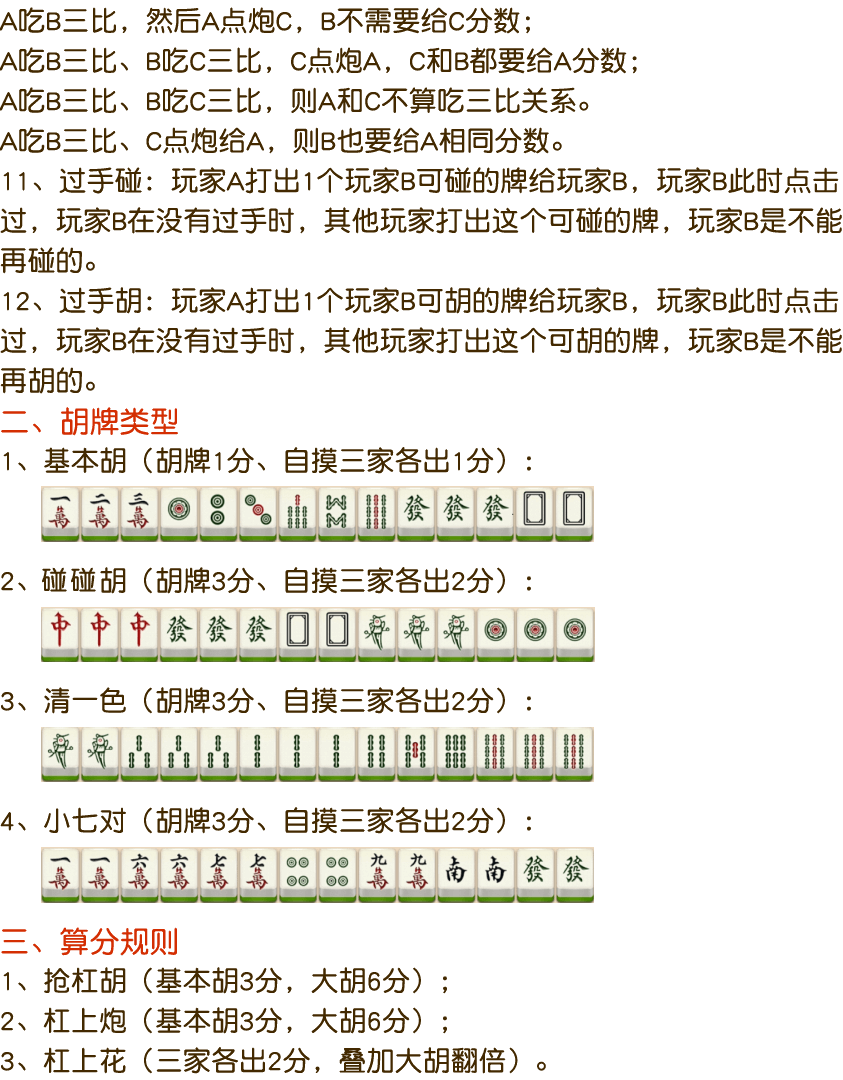 A吃B三比，然后A点炮C，B不需要给C分数；
A吃B三比、B吃C三比，C点炮A，C和B都要给A分数；
A吃B三比、B吃C三比，则A和C不算吃三比关系。
A吃B三比、C点炮给A，则B也要给A相同分数。
11、过手碰：玩家A打出1个玩家B可碰的牌给玩家B，玩家B此时点击
过，玩家B在没有过手时，其他玩家打出这个可碰的牌，玩家B是不能
再碰的。
12、过手胡：玩家A打出1个玩家B可胡的牌给玩家B，玩家B此时点击
过，玩家B在没有过手时，其他玩家打出这个可胡的牌，玩家B是不能
再胡的。
二、胡牌类型
1、基本胡（胡牌1分、自摸三家各出1分）：
一萬 二萬 三萬 發 發 發
2、碰碰胡（胡牌3分、自摸三家各出2分）：
中 中 中 發 發 發
3、清一色（胡牌3分、自摸三家各出2分）：
4、小七对（胡牌3分、自摸三家各出2分）：
一萬 一萬 六萬 六萬 七萬 七萬 九萬 九萬 南 南 發 發
三、算分规则
1、抢杠胡（基本胡3分，大胡6分）；
2、杠上炮（基本胡3分，大胡6分）；
3、杠上花（三家各出2分，叠加大胡翻倍）。